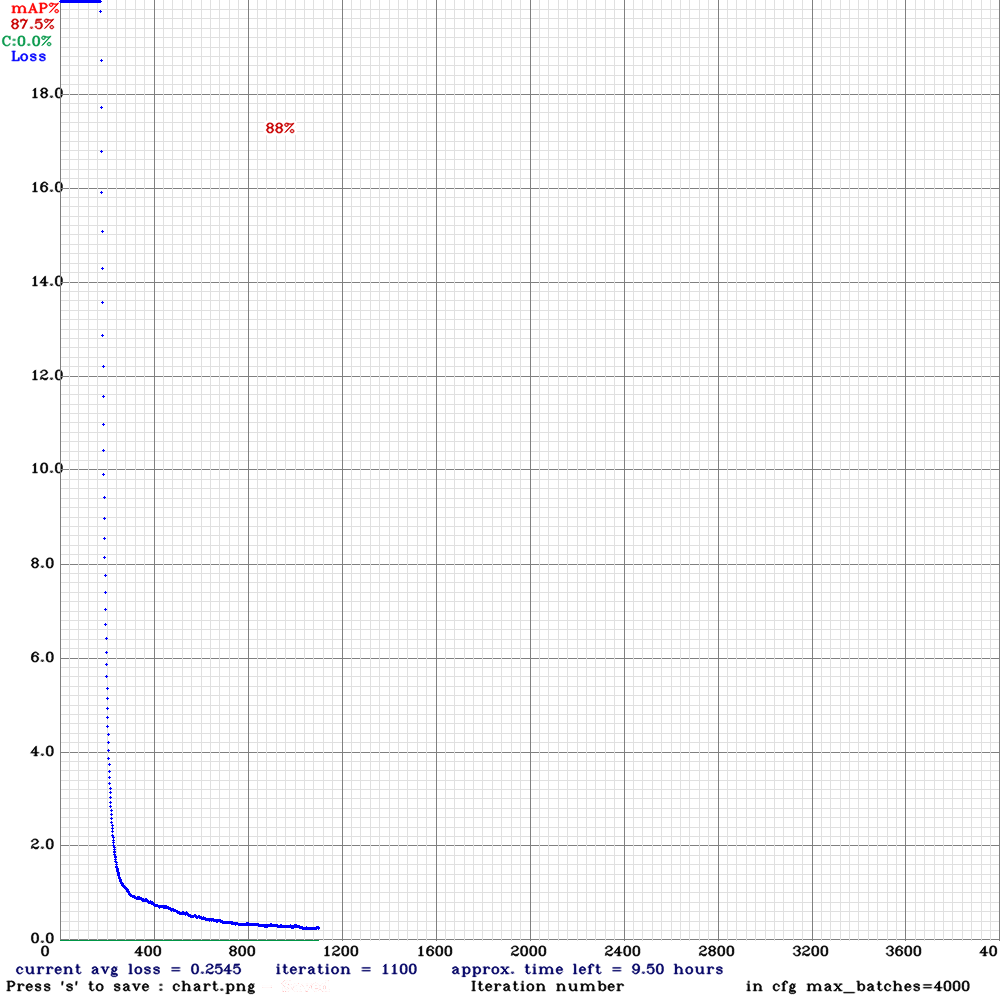 mAP%
87.5%
C:0.0%
Loss
18.0
88%
16.0
14.0
12.0
10.0
8.0
6.0
4.0
2.0
0.0
0 400 800 1200 1600 2000 2400 2800 3200 3600 40
current avg loss = 0.2545 iteration = 1100 approx. time left = 9.50 hours
Press 's' to save : chart.png Iteration number in cfg max_batches=4000